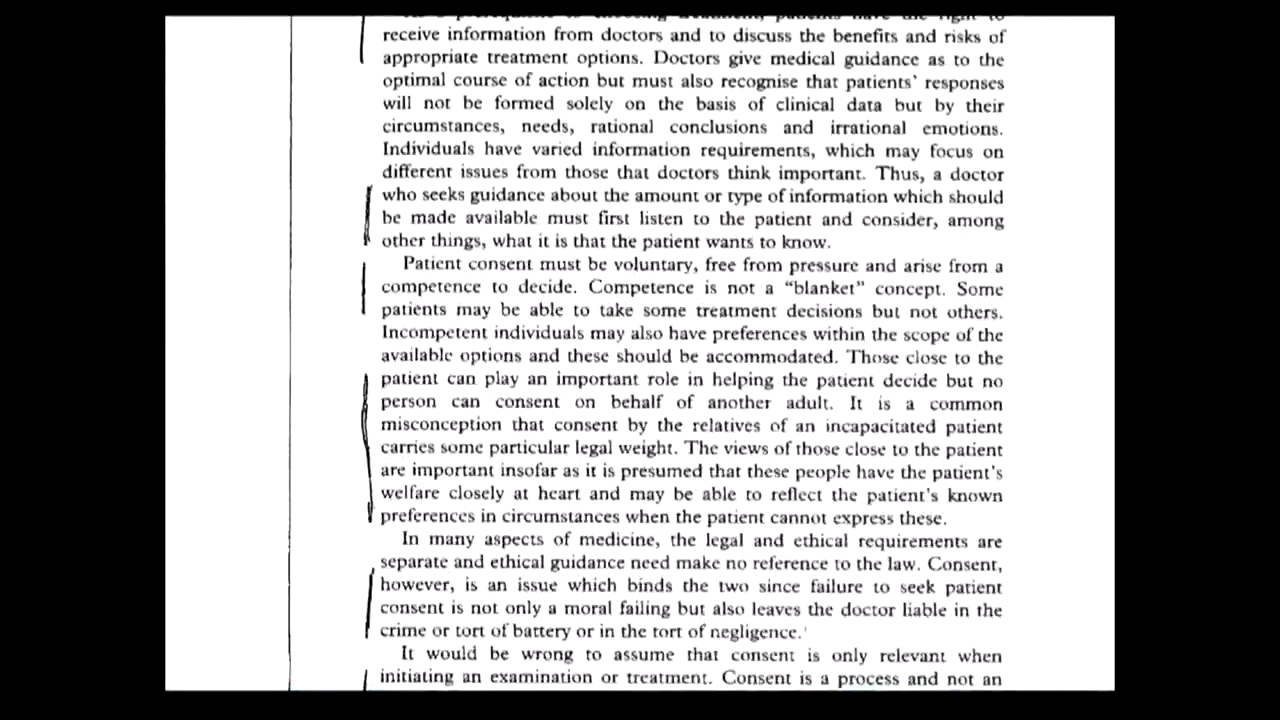 receive information from doctors and to discuss the benefits and risks of
appropriate treatment options. Doctors give medical guidance as to the
optimal course of action but must also recognise that patients' responses
will not be formed solely on the basis of clinical data but by their
circumstances, needs, rational conclusions and irrational emotions.
Individuals have varied information requirements, which may focus on
different issues from those that doctors think important. Thus, a doctor
who seeks guidance about the amount or type of information which should
be made available must first listen to the patient and consider, among
other things, what it is that the patient wants to know.
Patient consent must be voluntary, free from pressure and arise from a
competence to decide. Competence is not a "blanket" concept. Some
patients may be able to take some treatment decisions but not others.
Incompetent individuals may also have preferences within the scope of the
available options and these should be accommodated. Those close to the
patient can play an important role in helping the patient decide but no
person can consent on behalf of another adult. It is a common
misconception that consent by the relatives of an incapacitated patient
carries some particular legal weight. The views of those close to the patient
are important insofar as it is presumed that these people have the patient's
welfare closely at heart and may be able to reflect the patient's known
preferences in circumstances when the patient cannot express these.
In many aspects of medicine, the legal and ethical requirements are
separate and ethical guidance need make no reference to the law. Consent,
however, is an issue which binds the two since failure to seek patient
consent is not only a moral failing but also leaves the doctor liable in the
crime or tort of battery or in the tort of negligence.
It would be wrong to assume that consent is only relevant when
initiating an examination or treatment. Consent is a process and not an